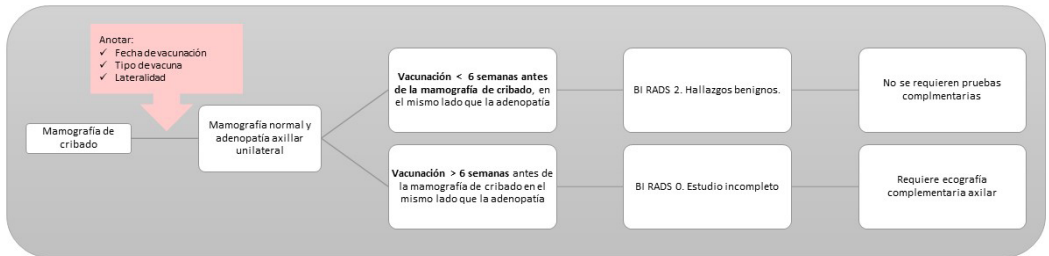 Anotar:
✓ Fecha de vacunación
✓ Tipo de vacuna
✓ Lateralidad
Mamografía de
cribado
Mamografía normal y
adenopatía axillar
unilateral
Vacunación < 6 semanas antes
de la mamografía de cribado, en
el mismo lado que la adenopatía
BI RADS 2. Hallazgos benignos.
No se requieren pruebas
complmentarias
Vacunación > 6 semanas antes de
la mamografía de cribado en el
mismo lado que la adenopatía
BI RADS 0. Estudio incompleto
Requiere ecografía
complementaria axilar